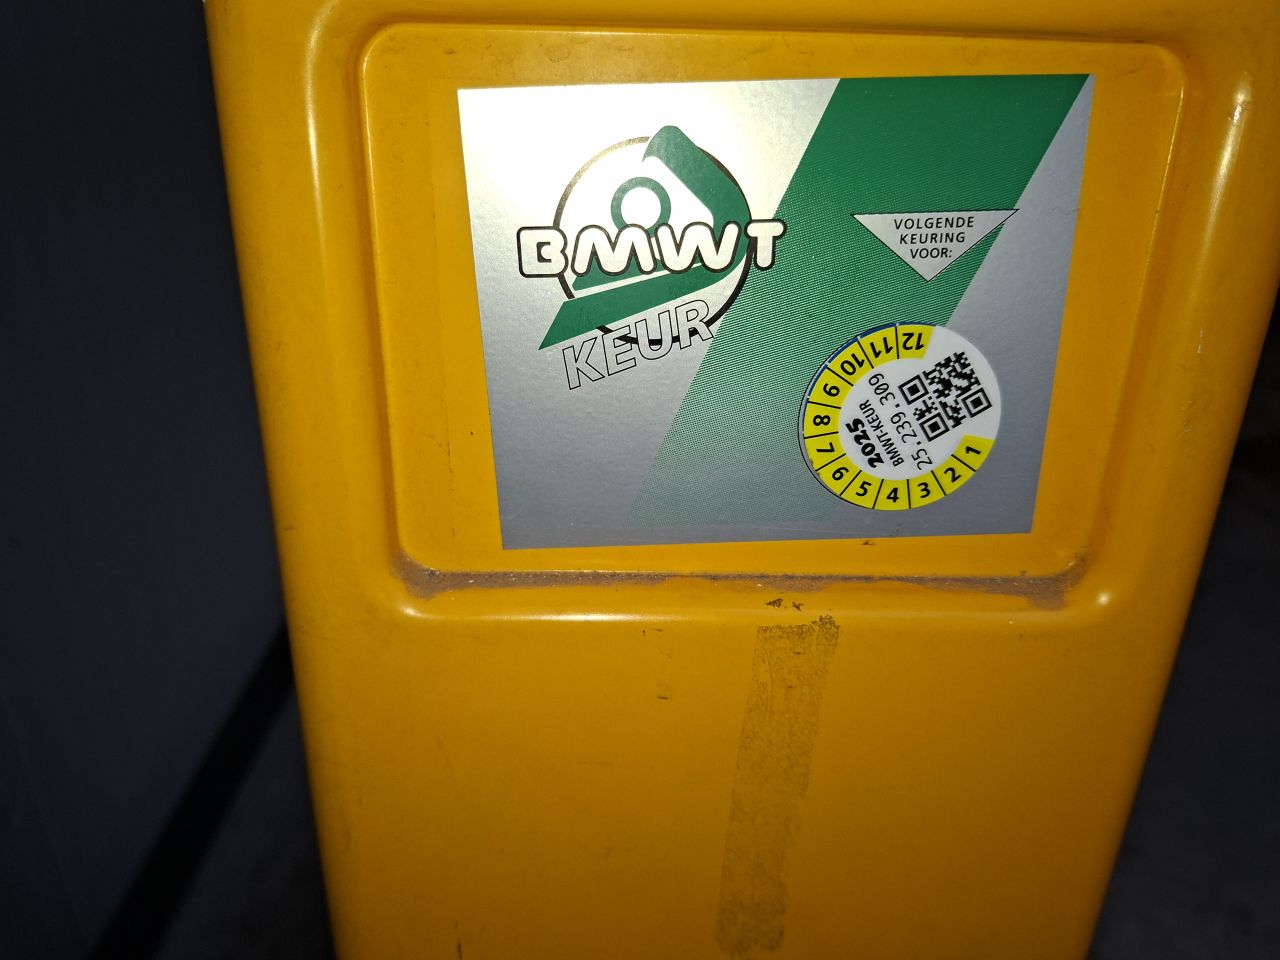 BMWT
KEUR
VOLGENDE
KEURING
VOOR:
1 2 3 4 5 6 7 8 9 10 11 12
2025
BMWT-KEUR
25.239.309